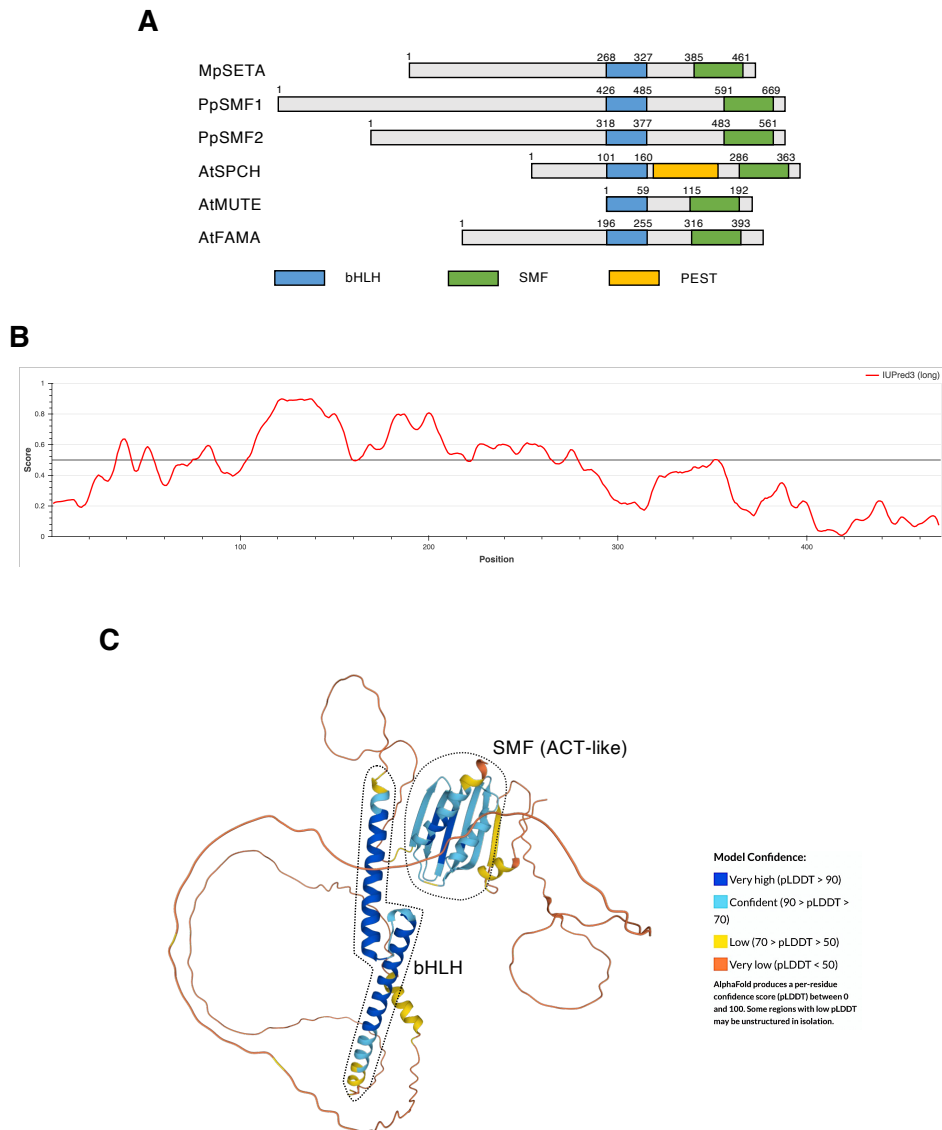 A
1 268 327 385 461
MpSETA
1 426 485 591 669
PpSMF1
1 318 377 483 561
PpSMF2
1 101 160 286 363
AtSPCH
1 59 115 192
AtMUTE
1 196 255 316 393
AtFAMA
bHLH SMF PEST
B
IUPred3 (long)
1
0.8
0.6
0.4
0.2
0
Score
100 200 300 400
Position
C
SMF (ACT-like)
bHLH
Model Confidence:
Very high (pLDDT > 90)
Confident (90 > pLDDT >
70)
Low (70 > pLDDT > 50)
Very low (pLDDT < 50)
AlphaFold produces a per-residue
confidence score (pLDDT) between 0
and 100. Some regions with low pLDDT
may be unstructured in isolation.